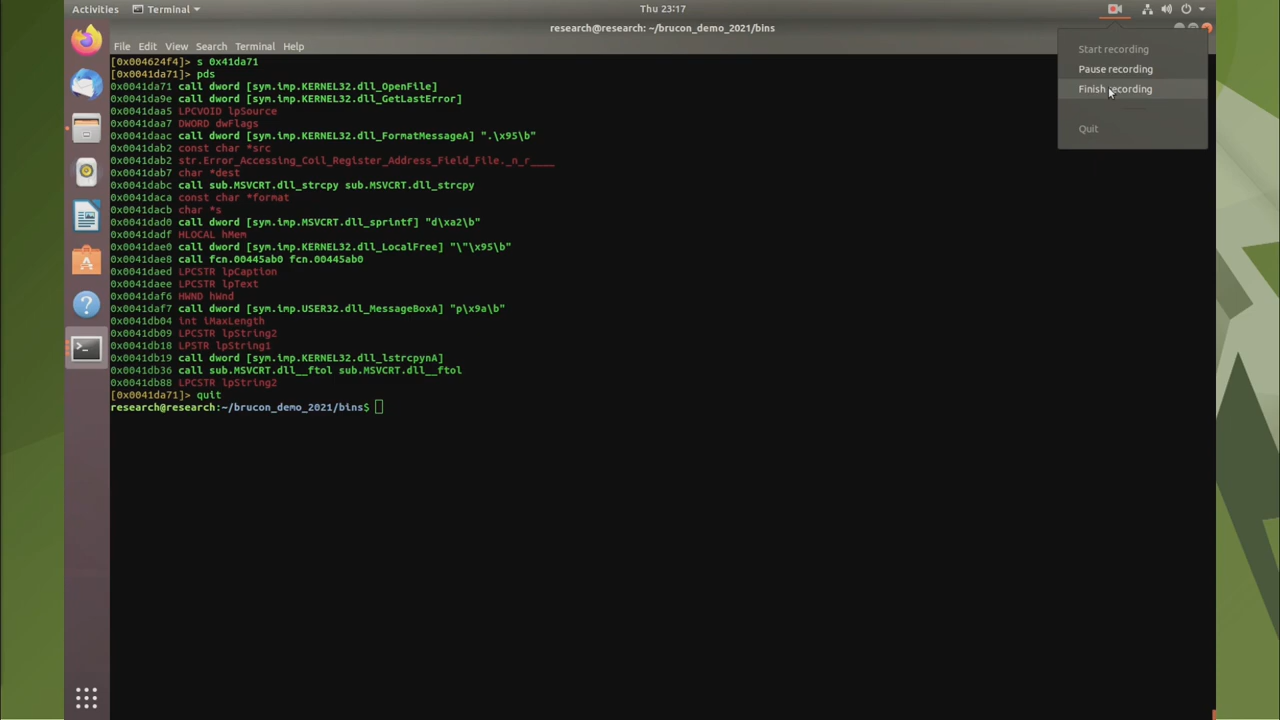 Activities Terminal Thu 23:17
research@research: ~/brucon_demo_2021/bins
File Edit View Search Terminal Help
[0x004624f4]> s 0x41da71
[0x0041da71]> pds
0x0041da71 call dword [sym.imp.KERNEL32.dll_OpenFile]
0x0041da9e call dword [sym.imp.KERNEL32.dll_GetLastError]
0x0041daa5 LPCVOID lpSource
0x0041daa7 DWORD dwFlags
0x0041daac call dword [sym.imp.KERNEL32.dll_FormatMessageA] ".\x95\b"
0x0041dab2 const char *src
0x0041dab2 str.Error_Accessing_Coil_Register_Address_Field_File._n_r____
0x0041dab7 char *dest
0x0041dabc call sub.MSVCRT.dll_strcpy sub.MSVCRT.dll_strcpy
0x0041daca const char *format
0x0041dacb char *s
0x0041dad0 call dword [sym.imp.MSVCRT.dll_sprintf] "d\xa2\b"
0x0041dadf HLOCAL hMem
0x0041dae0 call dword [sym.imp.KERNEL32.dll_LocalFree] "\"\x95\b"
0x0041dae8 call fcn.00445ab0 fcn.00445ab0
0x0041daed LPCSTR lpCaption
0x0041daee LPCSTR lpText
0x0041daf6 HWND hWnd
0x0041daf7 call dword [sym.imp.USER32.dll_MessageBoxA] "p\x9a\b"
0x0041db04 int iMaxLength
0x0041db09 LPCSTR lpString2
0x0041db18 LPSTR lpString1
0x0041db19 call dword [sym.imp.KERNEL32.dll_lstrcpynA]
0x0041db36 call sub.MSVCRT.dll__ftol sub.MSVCRT.dll__ftol
0x0041db88 LPCSTR lpString2
[0x0041da71]> quit
research@research:~/brucon_demo_2021/bins$
Start recording
Pause recording
Finish recording
Quit